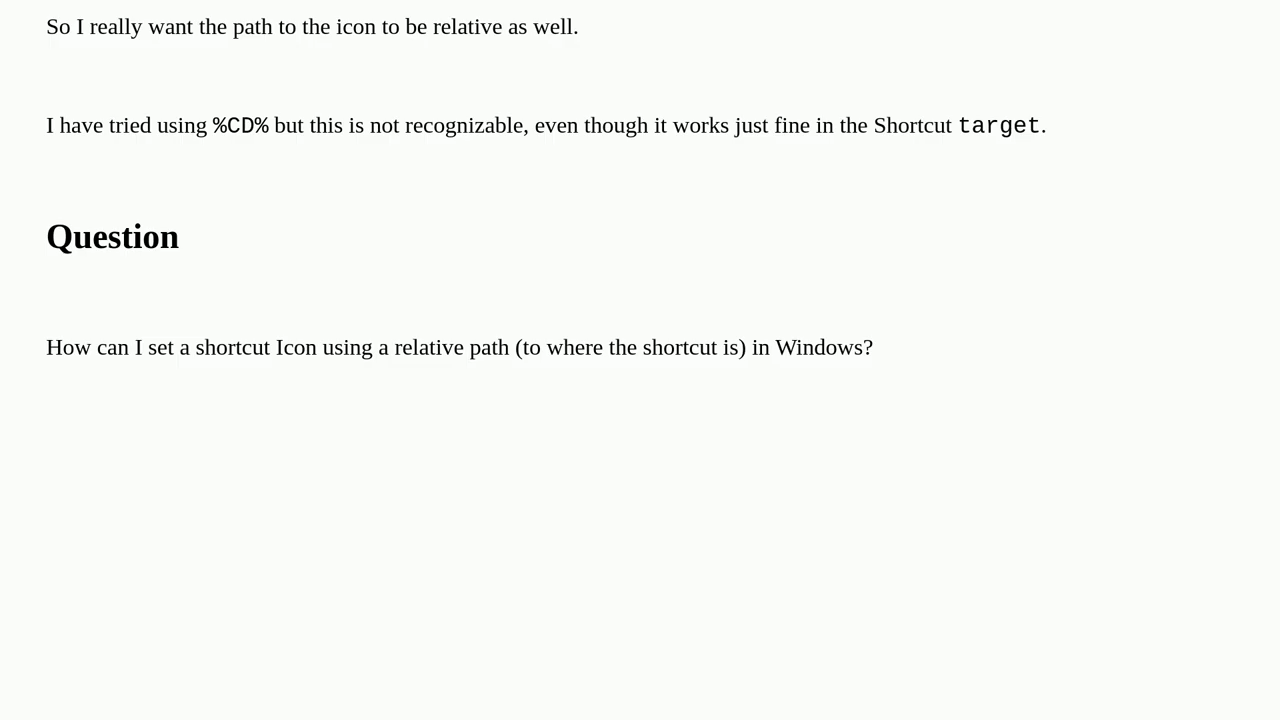 So I really want the path to the icon to be relative as well.
I have tried using %CD% but this is not recognizable, even though it works just fine in the Shortcut target.
Question
How can I set a shortcut Icon using a relative path (to where the shortcut is) in Windows?